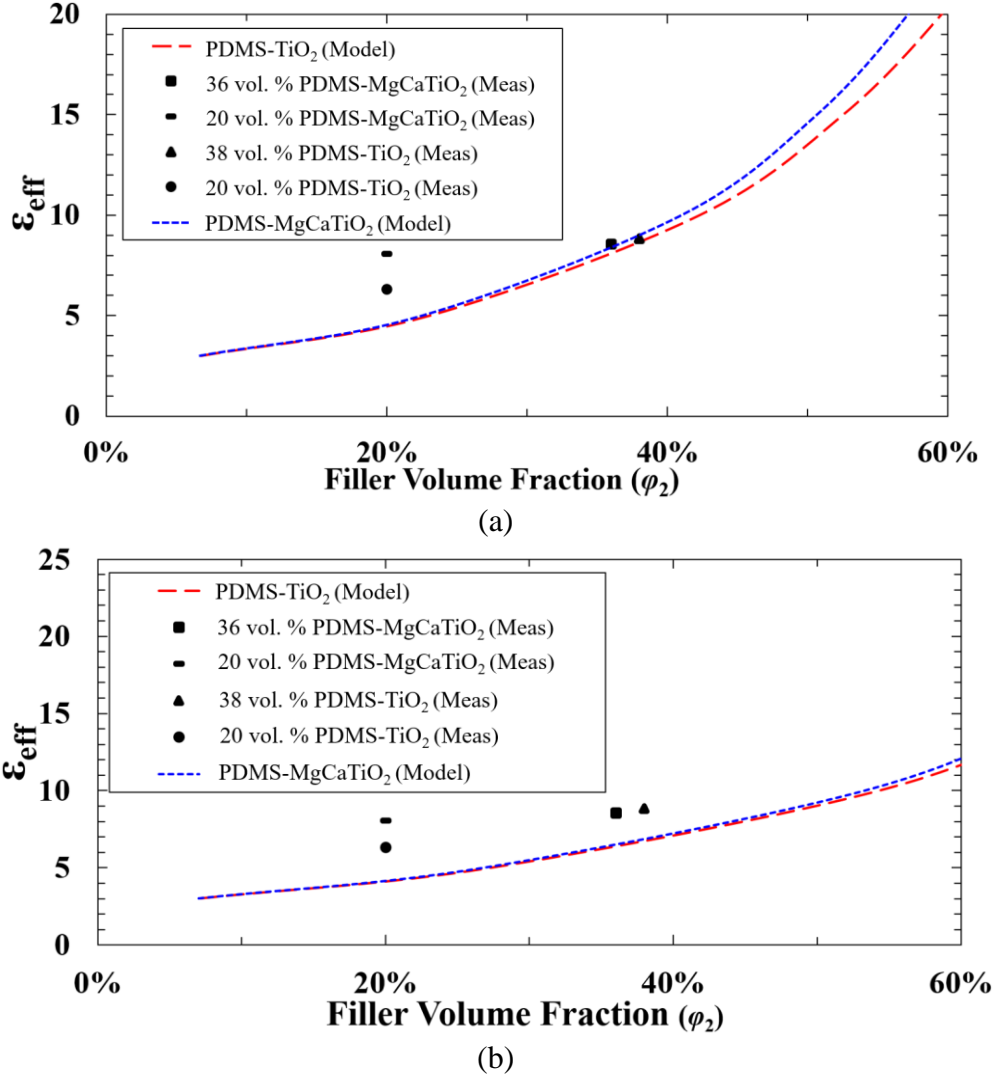 20
15
10
5
0
ε_eff
PDMS-TiO₂ (Model)
36 vol. % PDMS-MgCaTiO₂ (Meas)
20 vol. % PDMS-MgCaTiO₂ (Meas)
38 vol. % PDMS-TiO₂ (Meas)
20 vol. % PDMS-TiO₂ (Meas)
PDMS-MgCaTiO₂ (Model)
0% 20% 40% 60%
Filler Volume Fraction (φ₂)
(a)
25
20
15
10
5
0
ε_eff
PDMS-TiO₂ (Model)
36 vol. % PDMS-MgCaTiO₂ (Meas)
20 vol. % PDMS-MgCaTiO₂ (Meas)
38 vol. % PDMS-TiO₂ (Meas)
20 vol. % PDMS-TiO₂ (Meas)
PDMS-MgCaTiO₂ (Model)
0% 20% 40% 60%
Filler Volume Fraction (φ₂)
(b)